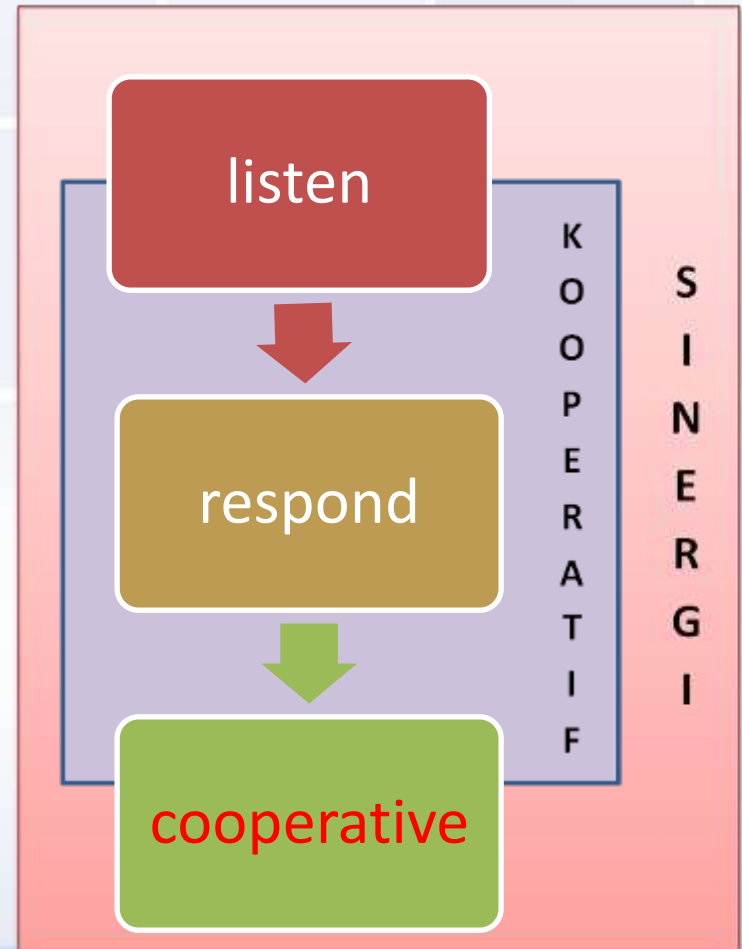 listen
respond
cooperative
KOOPERATIF
SINERGI